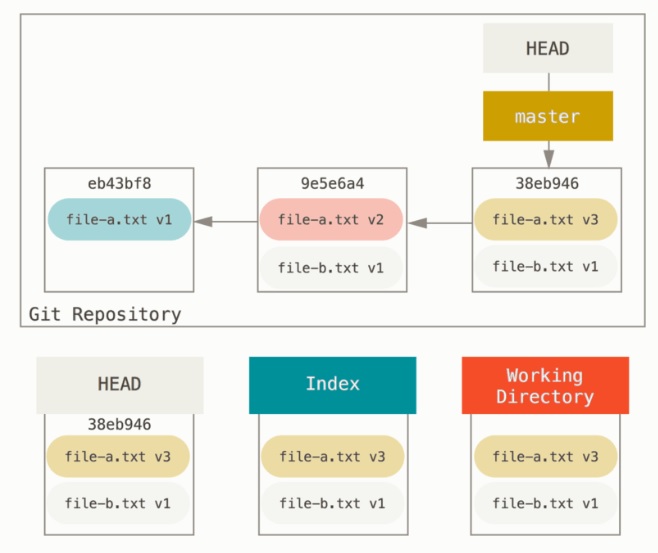 HEAD
master
eb43bf8
9e5e6a4
38eb946
file-a.txt v1
file-a.txt v2
file-a.txt v3
file-b.txt v1
file-b.txt v1
Git Repository
HEAD
Index
Working
Directory
38eb946
file-a.txt v3
file-a.txt v3
file-a.txt v3
file-b.txt v1
file-b.txt v1
file-b.txt v1